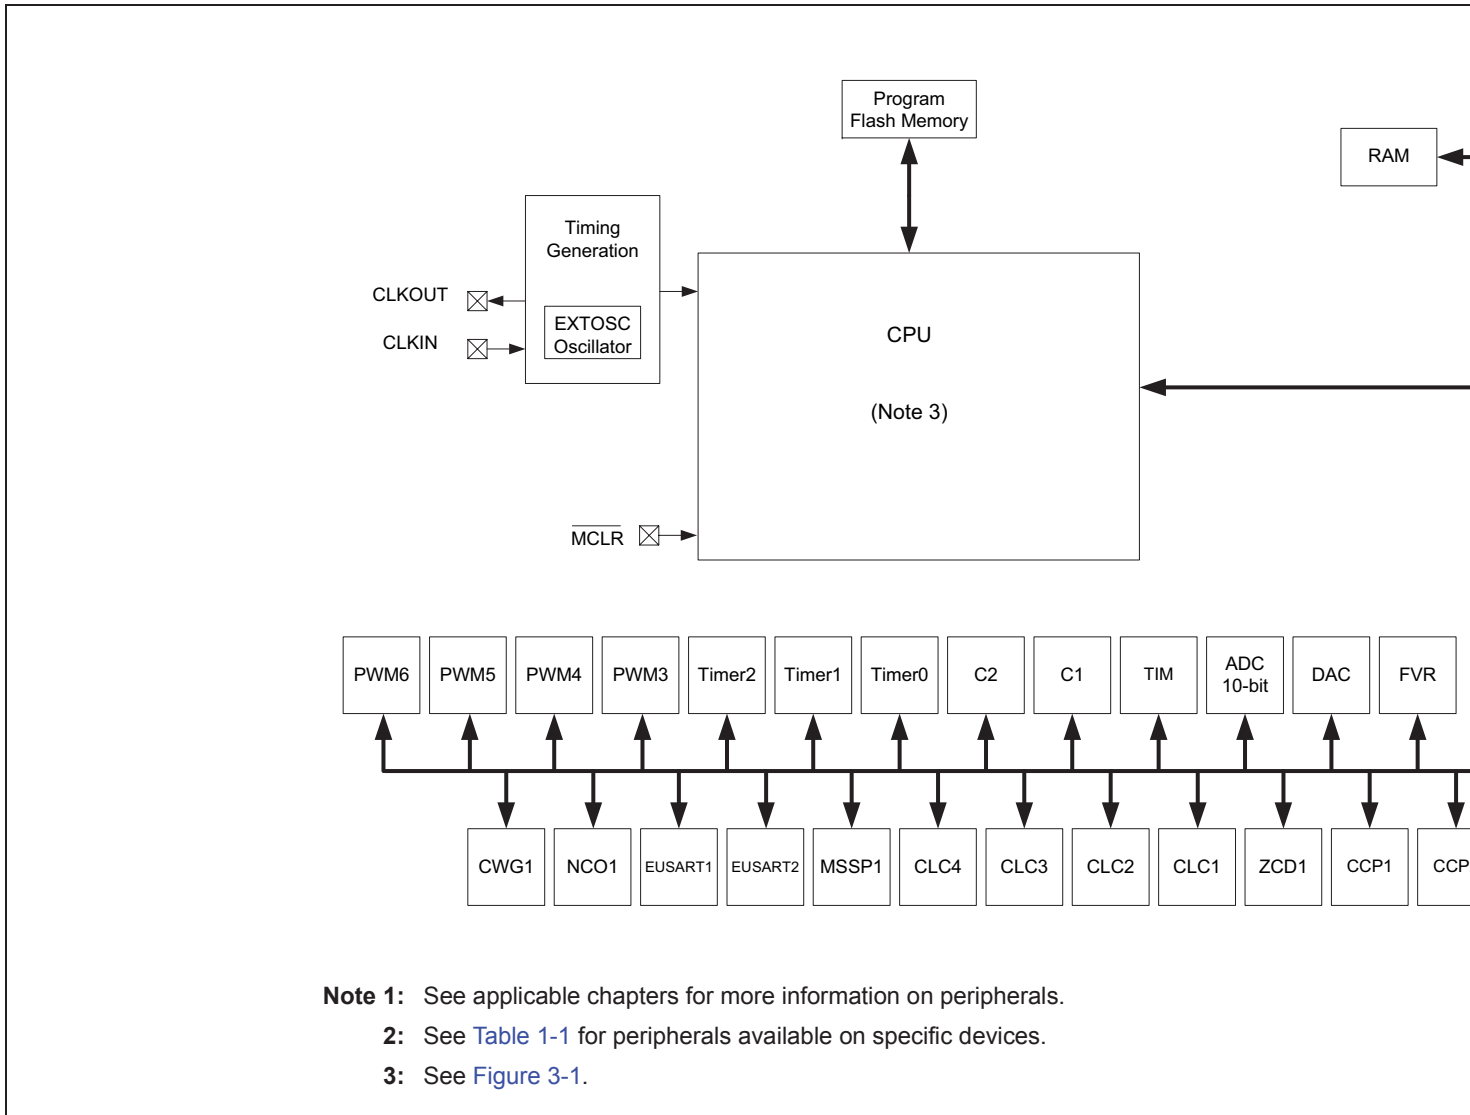 Program
Flash Memory
RAM
Timing
Generation
CLKOUT
EXTOSC
Oscillator
CLKIN
CPU
(Note 3)
MCLR
PWM6 PWM5 PWM4 PWM3 Timer2 Timer1 Timer0 C2 C1 TIM ADC 10-bit DAC FVR
CWG1 NCO1 EUSART1 EUSART2 MSSP1 CLC4 CLC3 CLC2 CLC1 ZCD1 CCP1 CCP
Note 1: See applicable chapters for more information on peripherals.
2: See Table 1-1 for peripherals available on specific devices.
3: See Figure 3-1.